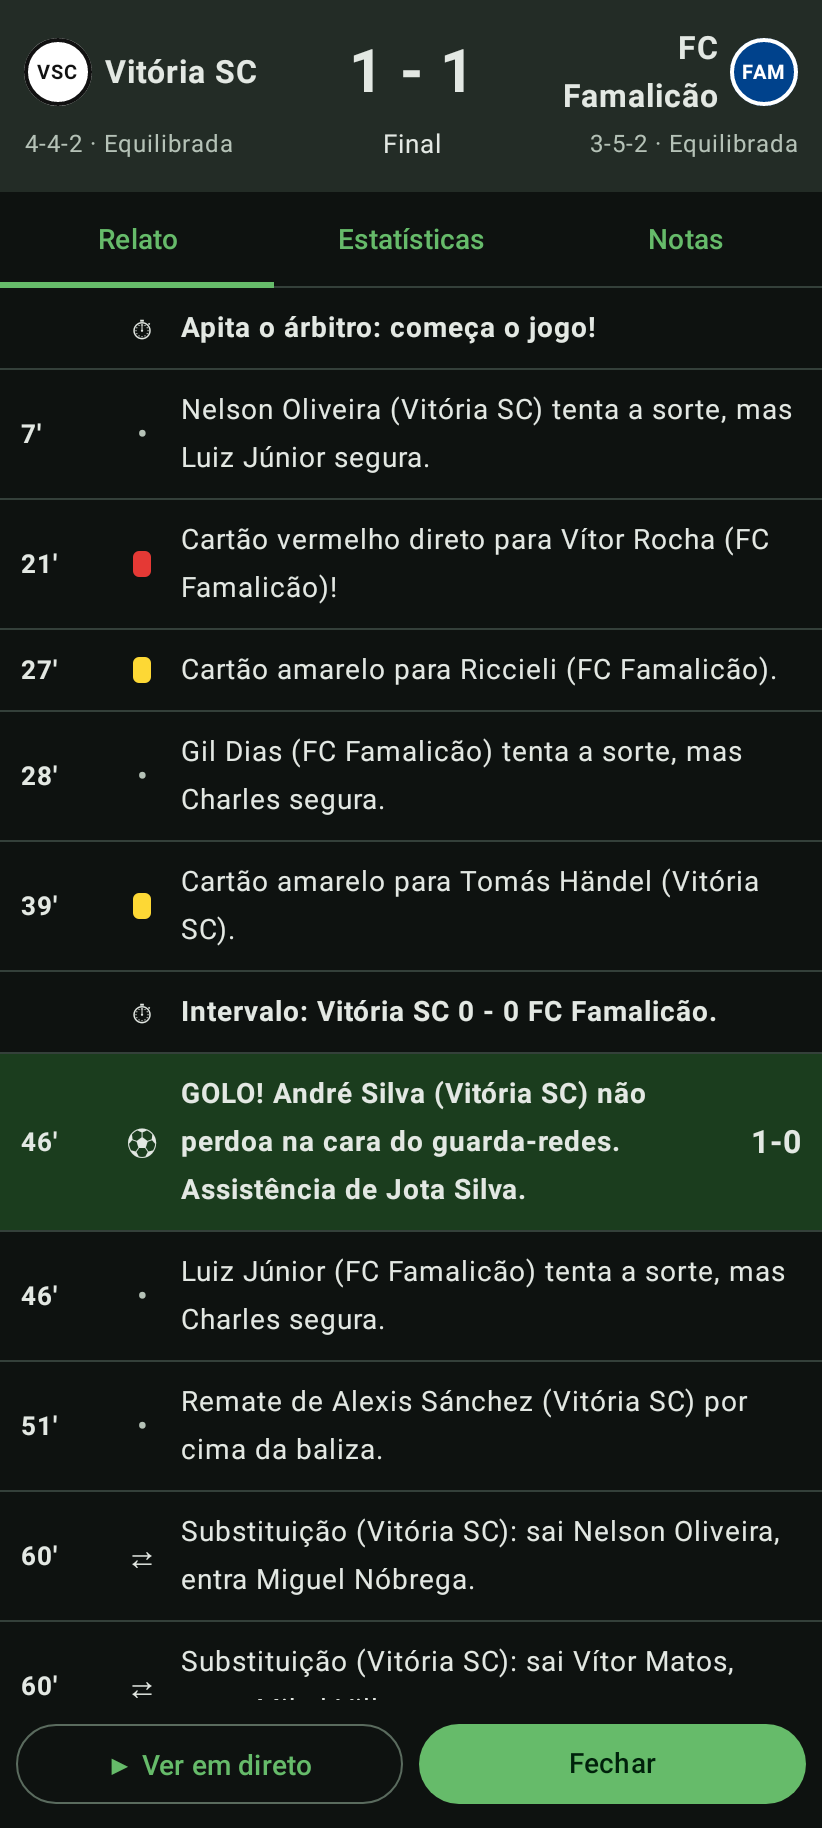 VSC Vitória SC 1 - 1 FC Famalicão FAM
4-4-2 · Equilibrada Final 3-5-2 · Equilibrada
Relato Estatísticas Notas
Apita o árbitro: começa o jogo!
7' Nelson Oliveira (Vitória SC) tenta a sorte, mas
Luiz Júnior segura.
21' Cartão vermelho direto para Vítor Rocha (FC
Famalicão)!
27' Cartão amarelo para Riccieli (FC Famalicão).
28' Gil Dias (FC Famalicão) tenta a sorte, mas
Charles segura.
39' Cartão amarelo para Tomás Händel (Vitória
SC).
Intervalo: Vitória SC 0 - 0 FC Famalicão.
46' GOLO! André Silva (Vitória SC) não
perdoa na cara do guarda-redes. 1-0
Assistência de Jota Silva.
46' Luiz Júnior (FC Famalicão) tenta a sorte, mas
Charles segura.
51' Remate de Alexis Sánchez (Vitória SC) por
cima da baliza.
60' Substituição (Vitória SC): sai Nelson Oliveira,
entra Miguel Nóbrega.
60' Substituição (Vitória SC): sai Vítor Matos,
► Ver em direto Fechar